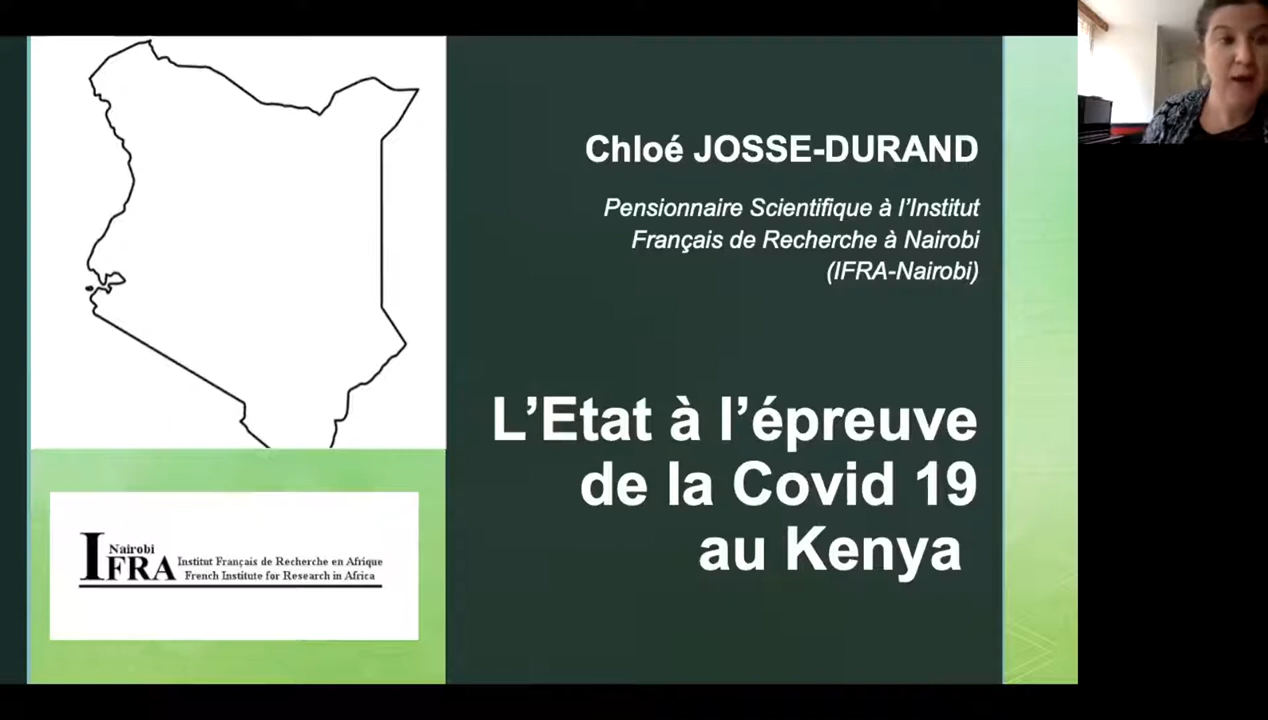 Chloé JOSSE-DURAND
Pensionnaire Scientifique à l’Institut
Français de Recherche à Nairobi
(IFRA-Nairobi)
L’Etat à l’épreuve
de la Covid 19
au Kenya
Nairobi
IFRA
Institut Français de Recherche en Afrique
French Institute for Research in Africa